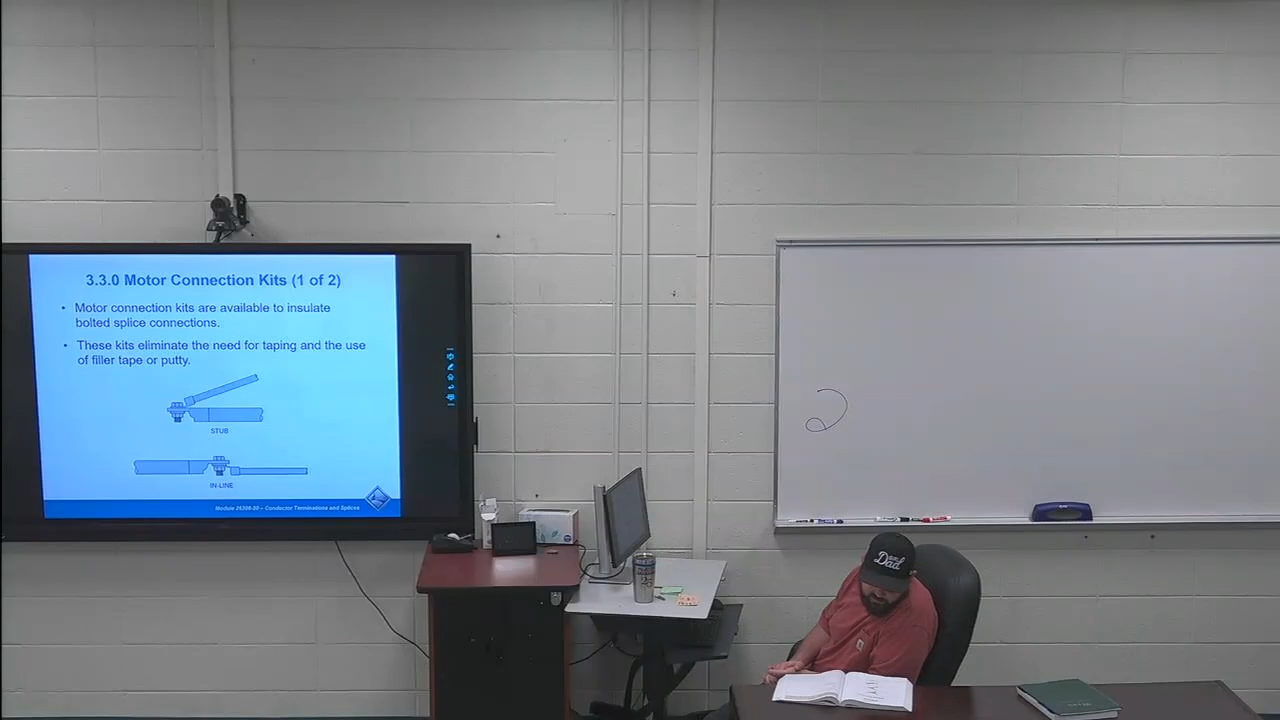 3.3.0 Motor Connection Kits (1 of 2)
• Motor connection kits are available to insulate
bolted splice connections.
• These kits eliminate the need for taping and the use
of filler tape or putty.
STUB
IN-LINE
Module 26308-20 – Conductor Terminations and Splices
Dad